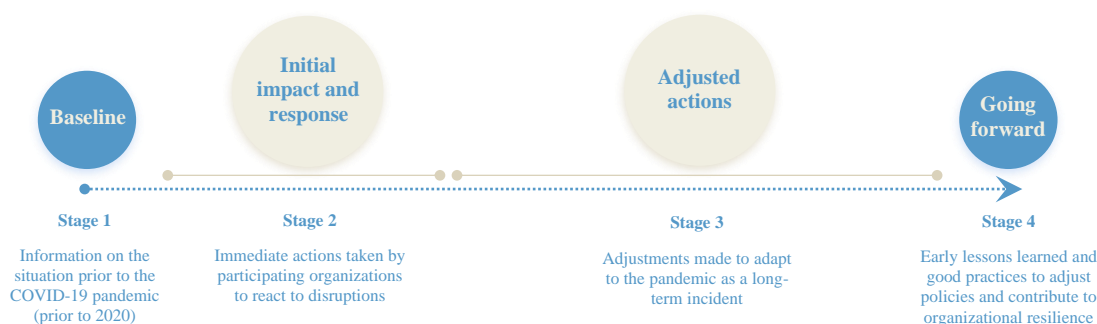 Baseline
Initial
impact and
response
Adjusted
actions
Going
forward
Stage 1
Information on the
situation prior to the
COVID-19 pandemic
(prior to 2020)
Stage 2
Immediate actions taken by
participating organizations
to react to disruptions
Stage 3
Adjustments made to adapt
to the pandemic as a long-
term incident
Stage 4
Early lessons learned and
good practices to adjust
policies and contribute to
organizational resilience